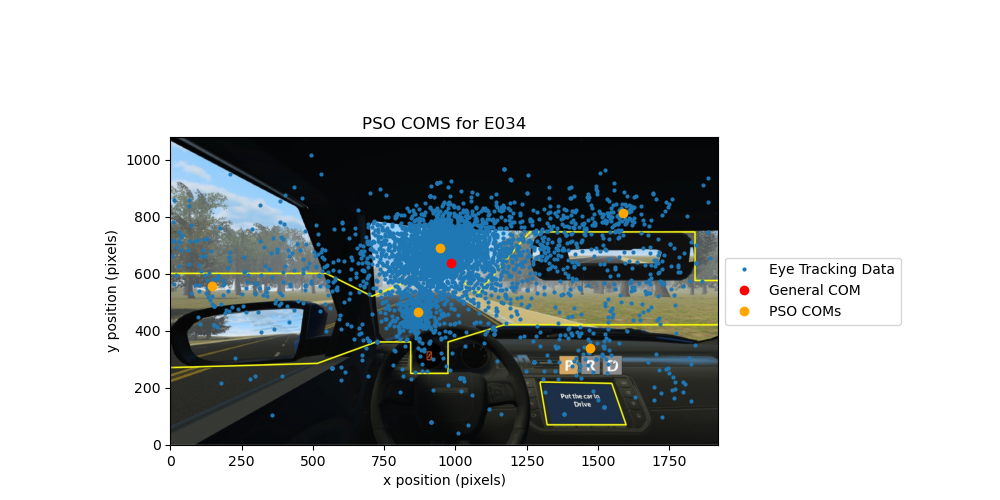 PSO COMS for E034
y position (pixels)
1000
800
600
400
200
0
P R D
Put the car in
Drive
0 250 500 750 1000 1250 1500 1750
x position (pixels)
Eye Tracking Data
General COM
PSO COMs